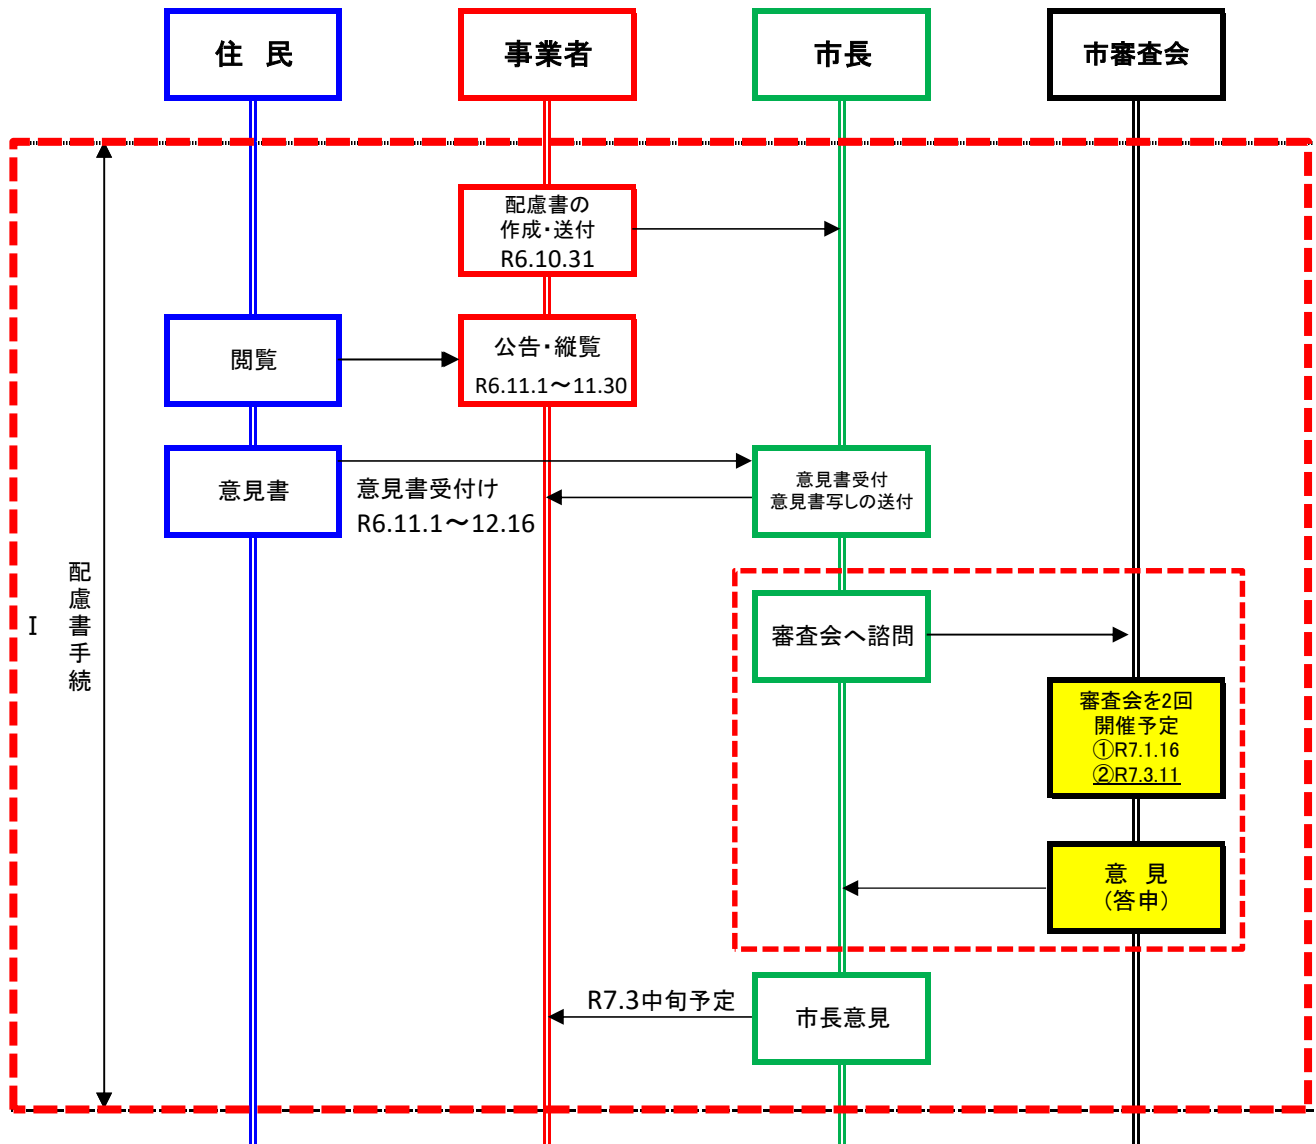 住 民
事業者
市長
市審査会
配慮書の
作成・送付
R6.10.31
閲覧
公告・縦覧
R6.11.1～11.30
意見書
意見書受付け
R6.11.1～12.16
意見書受付
意見書写しの送付
Ⅰ
配慮書手続
審査会へ諮問
審査会を2回
開催予定
①R7.1.16
②R7.3.11
意 見
(答申)
R7.3中旬予定
市長意見